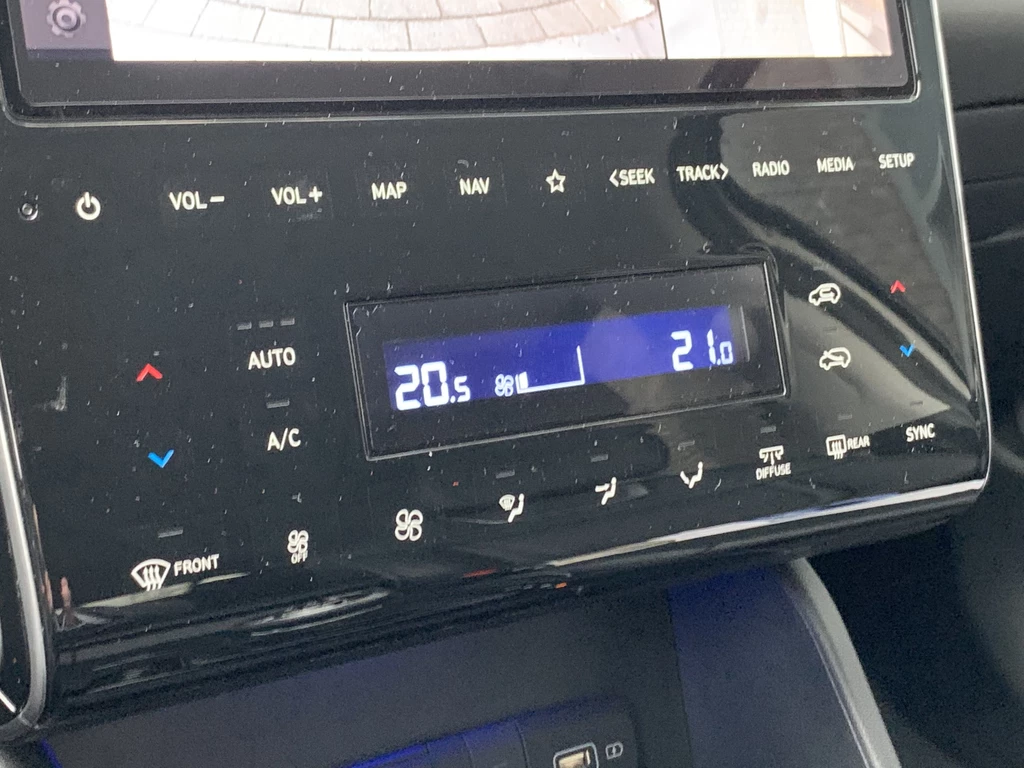 VOL− VOL+ MAP NAV <SEEK TRACK> RADIO MEDIA SETUP
AUTO
20.5 21.0
A/C
REAR SYNC
DIFFUSE
FRONT OFF